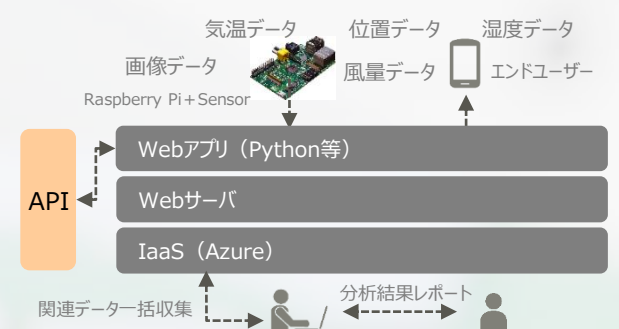 気温データ 位置データ 湿度データ
画像データ 風量データ エンドユーザー
Raspberry Pi+Sensor
Webアプリ（Python等）
API
Webサーバ
IaaS（Azure）
関連データ一括収集
分析結果レポート